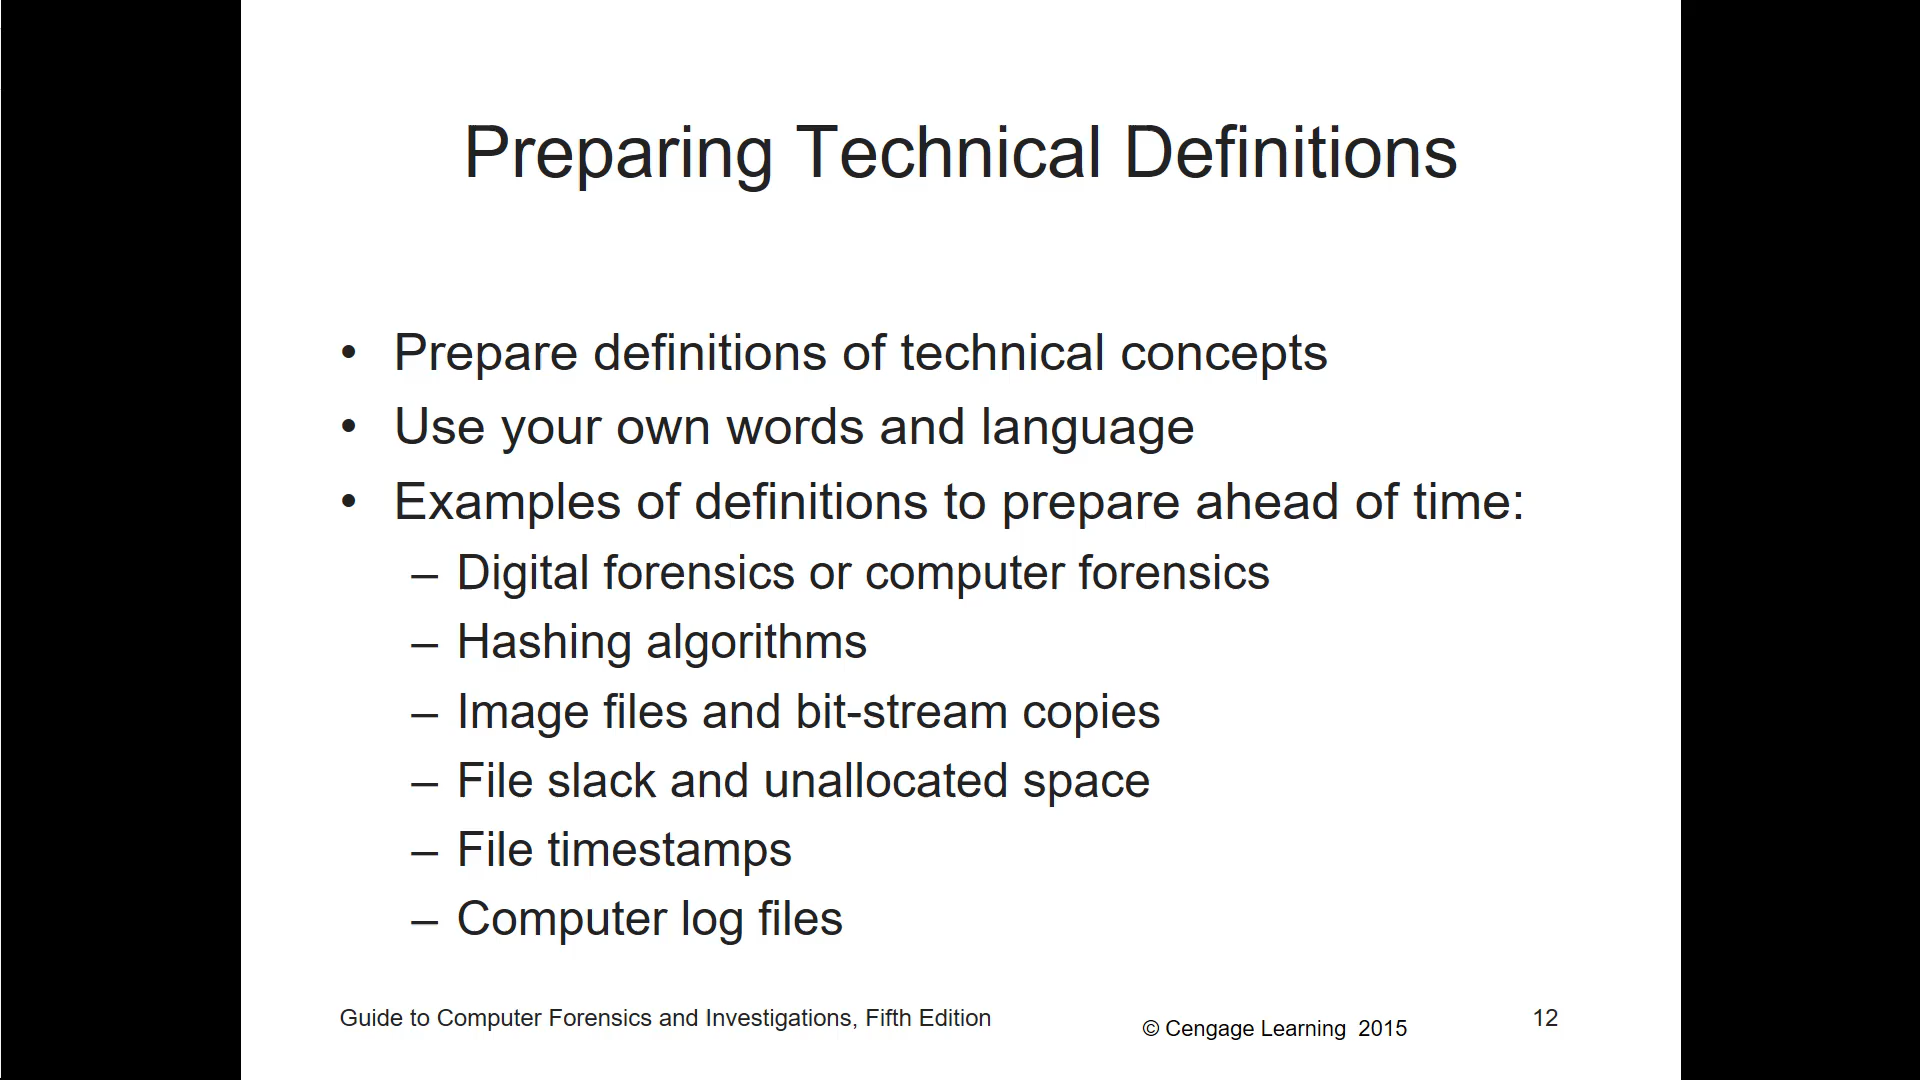 Preparing Technical Definitions
• Prepare definitions of technical concepts
• Use your own words and language
• Examples of definitions to prepare ahead of time:
– Digital forensics or computer forensics
– Hashing algorithms
– Image files and bit-stream copies
– File slack and unallocated space
– File timestamps
– Computer log files
Guide to Computer Forensics and Investigations, Fifth Edition
© Cengage Learning 2015
12